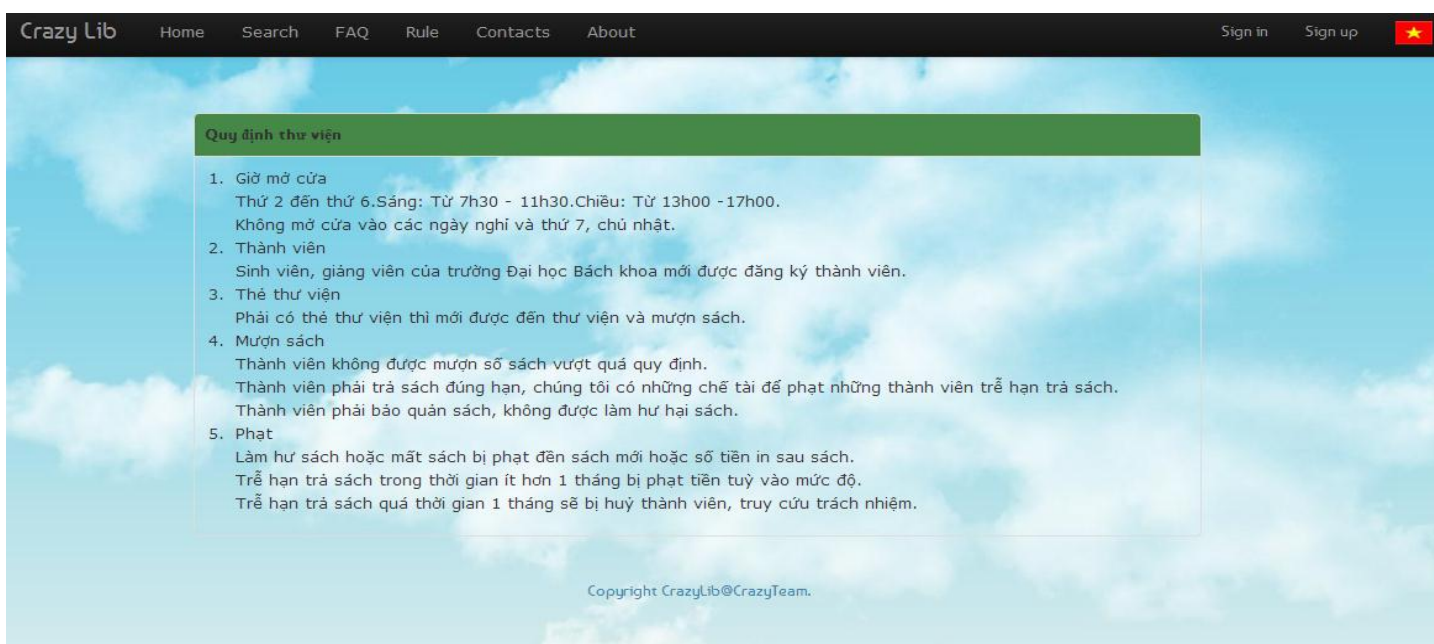 Crazy Lib Home Search FAQ Rule Contacts About Sign in Sign up
Quy định thư viện
1. Giờ mở cửa
Thứ 2 đến thứ 6.Sáng: Từ 7h30 - 11h30.Chiều: Từ 13h00 -17h00.
Không mở cửa vào các ngày nghỉ và thứ 7, chủ nhật.
2. Thành viên
Sinh viên, giảng viên của trường Đại học Bách khoa mới được đăng ký thành viên.
3. Thẻ thư viện
Phải có thẻ thư viện thì mới được đến thư viện và mượn sách.
4. Mượn sách
Thành viên không được mượn số sách vượt quá quy định.
Thành viên phải trả sách đúng hạn, chúng tôi có những chế tài để phạt những thành viên trễ hạn trả sách.
Thành viên phải bảo quản sách, không được làm hư hại sách.
5. Phạt
Làm hư sách hoặc mất sách bị phạt đền sách mới hoặc số tiền in sau sách.
Trễ hạn trả sách trong thời gian ít hơn 1 tháng bị phạt tiền tuỳ vào mức độ.
Trễ hạn trả sách quá thời gian 1 tháng sẽ bị huỷ thành viên, truy cứu trách nhiệm.
Copyright CrazyLib@CrazyTeam.